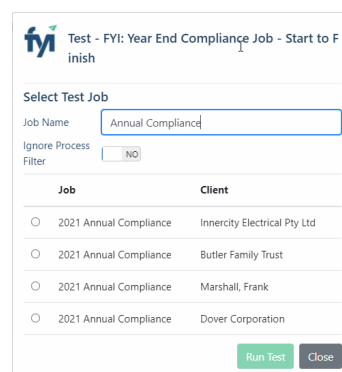 fyi
Test - FYI: Year End Compliance Job - Start to F
inish
Select Test Job
Job Name Annual Compliance
Ignore Process
Filter NO
Job Client
2021 Annual Compliance Innercity Electrical Pty Ltd
2021 Annual Compliance Butler Family Trust
2021 Annual Compliance Marshall, Frank
2021 Annual Compliance Dover Corporation
Run Test Close